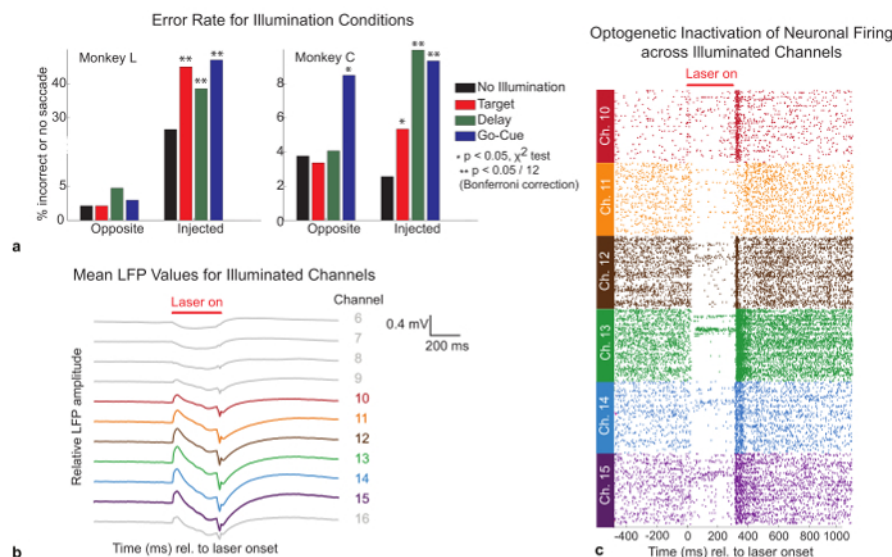 Error Rate for Illumination Conditions
% incorrect or no saccade
40
30
5
0
Monkey L
**
**
**
Opposite
Injected
8
6
4
2
0
Monkey C
*
*
**
**
Opposite
Injected
No Illumination
Target
Delay
Go-Cue
* p < 0.05, χ² test
** p < 0.05 / 12
(Bonferroni correction)
a
Mean LFP Values for Illuminated Channels
Laser on
Channel
Relative LFP amplitude
6
7
8
9
10
11
12
13
14
15
16
0.4 mV
200 ms
Time (ms) rel. to laser onset
b
Optogenetic Inactivation of Neuronal Firing
across Illuminated Channels
Laser on
Ch. 10
Ch. 11
Ch. 12
Ch. 13
Ch. 14
Ch. 15
-400 -200 0 200 400 600 800 1000
Time (ms) rel. to laser onset
c